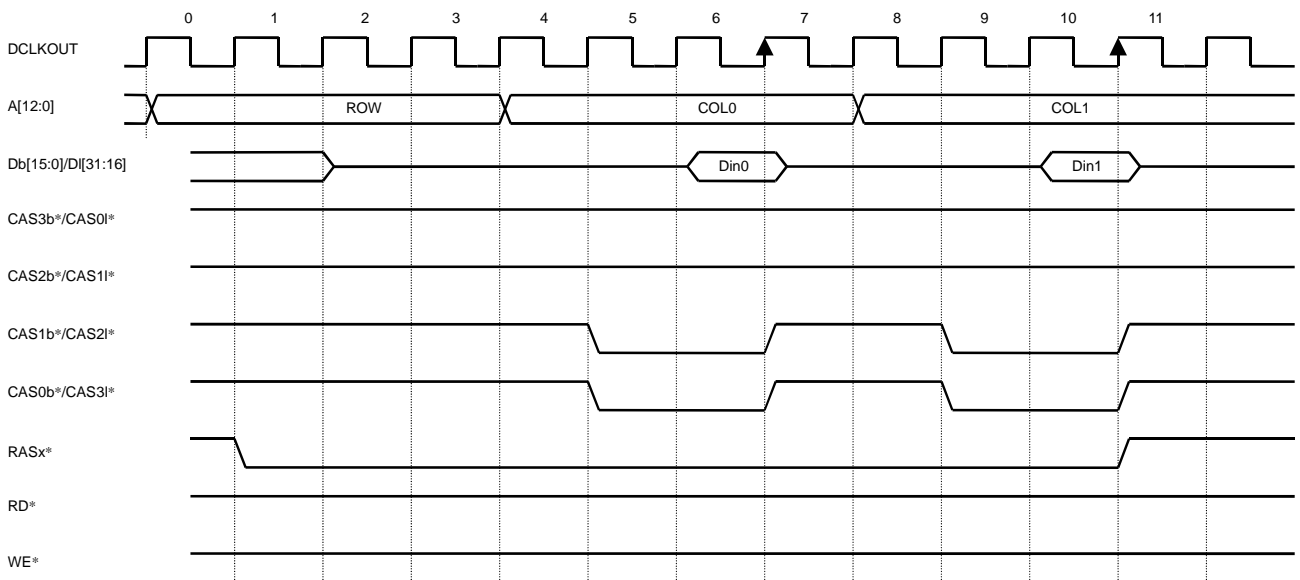 0 1 2 3 4 5 6 7 8 9 10 11
DCLKOUT
A[12:0] ROW COL0 COL1
Db[15:0]/Dl[31:16] Din0 Din1
CAS3b*/CAS0l*
CAS2b*/CAS1l*
CAS1b*/CAS2l*
CAS0b*/CAS3l*
RASx*
RD*
WE*